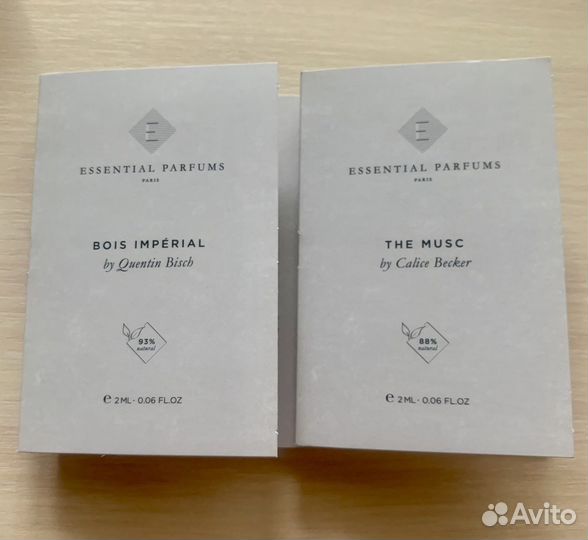 E
ESSENTIAL PARFUMS
PARIS
BOIS IMPÉRIAL
by Quentin Bisch
93%
natural
e 2ML - 0.06 FL.OZ
E
ESSENTIAL PARFUMS
PARIS
THE MUSC
by Calice Becker
88%
natural
e 2ML - 0.06 FL.OZ
Avito